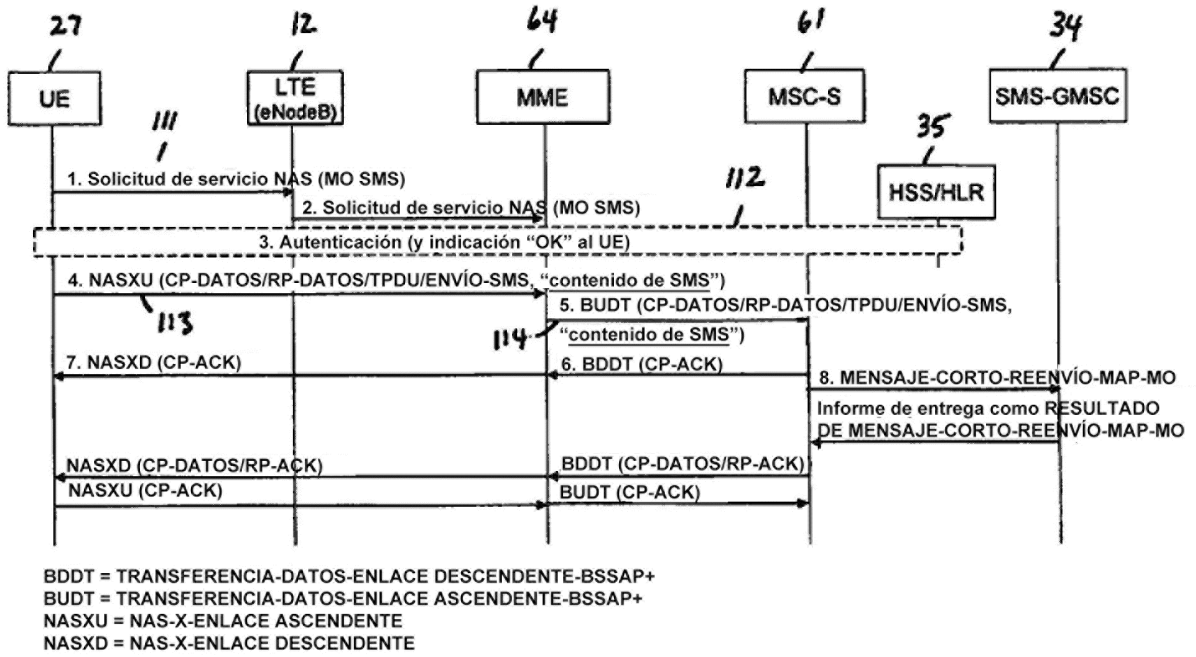 27
12
64
61
34
UE
LTE
(eNodeB)
MME
MSC-S
SMS-GMSC
111
35
1. Solicitud de servicio NAS (MO SMS)
112
HSS/HLR
2. Solicitud de servicio NAS (MO SMS)
3. Autenticación (y indicación “OK” al UE)
4. NASXU (CP-DATOS/RP-DATOS/TPDU/ENVÍO-SMS, “contenido de SMS”)
113
5. BUDT (CP-DATOS/RP-DATOS/TPDU/ENVÍO-SMS,
114
“contenido de SMS”)
7. NASXD (CP-ACK)
6. BDDT (CP-ACK)
8. MENSAJE-CORTO-REENVÍO-MAP-MO
Informe de entrega como RESULTADO
DE MENSAJE-CORTO-REENVÍO-MAP-MO
NASXD (CP-DATOS/RP-ACK)
BDDT (CP-DATOS/RP-ACK)
NASXU (CP-ACK)
BUDT (CP-ACK)
BDDT = TRANSFERENCIA-DATOS-ENLACE DESCENDENTE-BSSAP+
BUDT = TRANSFERENCIA-DATOS-ENLACE ASCENDENTE-BSSAP+
NASXU = NAS-X-ENLACE ASCENDENTE
NASXD = NAS-X-ENLACE DESCENDENTE